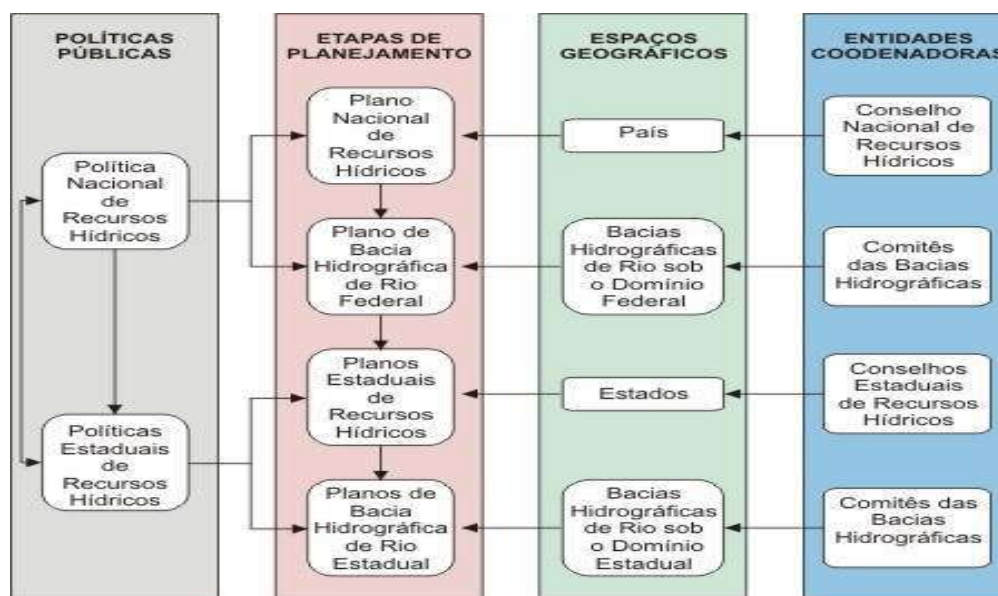 POLÍTICAS
PÚBLICAS
Política
Nacional
de
Recursos
Hídricos
Políticas
Estaduais
de
Recursos
Hídricos
ETAPAS DE
PLANEJAMENTO
Plano
Nacional
de
Recursos
Hídricos
Plano de
Bacia
Hidrográfica
de Rio
Federal
Planos
Estaduais
de
Recursos
Hídricos
Planos de
Bacia
Hidrográfica
de Rio
Estadual
ESPAÇOS
GEOGRÁFICOS
País
Bacias
Hidrográficas
de Rio sob
o Domínio
Federal
Estados
Bacias
Hidrográficas
de Rio sob
o Domínio
Estadual
ENTIDADES
COODENADORAS
Conselho
Nacional de
Recursos
Hídricos
Comitês
das Bacias
Hidrográficas
Conselhos
Estaduais
de Recursos
Hídricos
Comitês das
Bacias
Hidrográficas